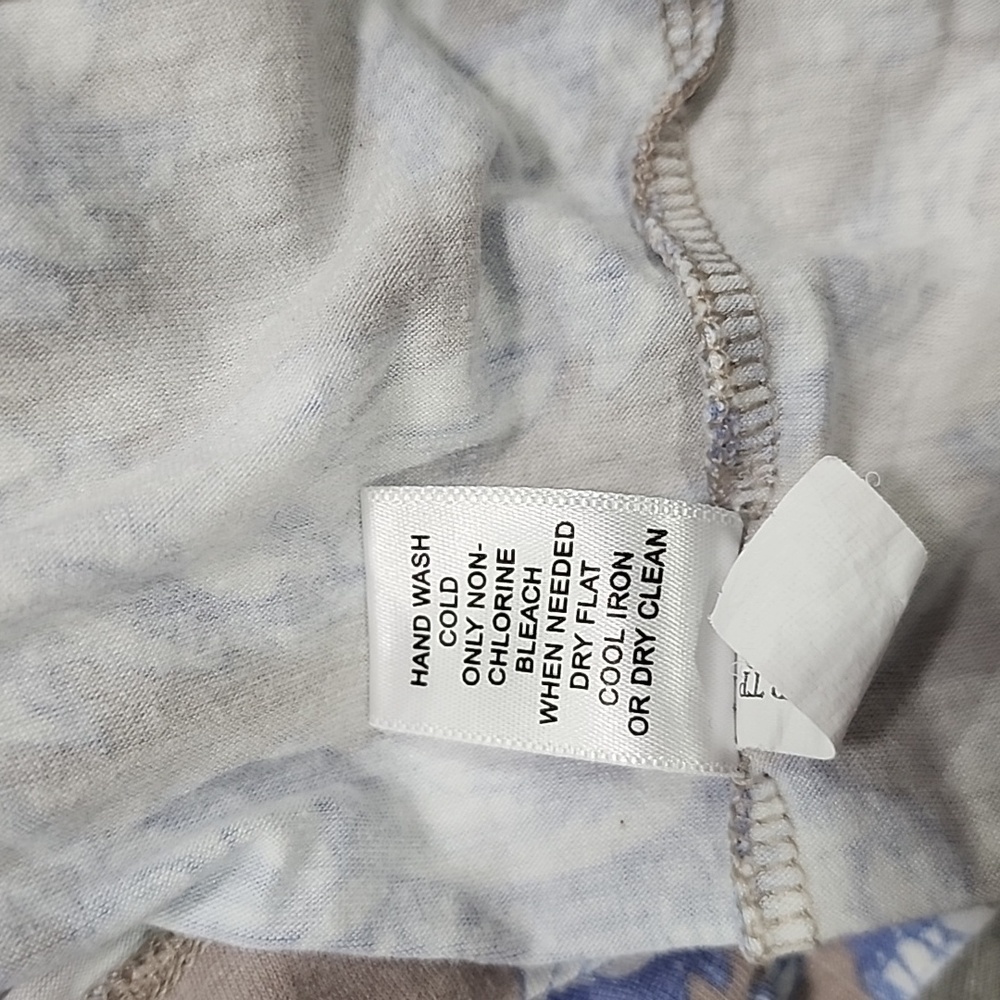 HAND WASH
COLD
ONLY NON-
CHLORINE
BLEACH
WHEN NEEDED
DRY FLAT
COOL IRON
OR DRY CLEAN